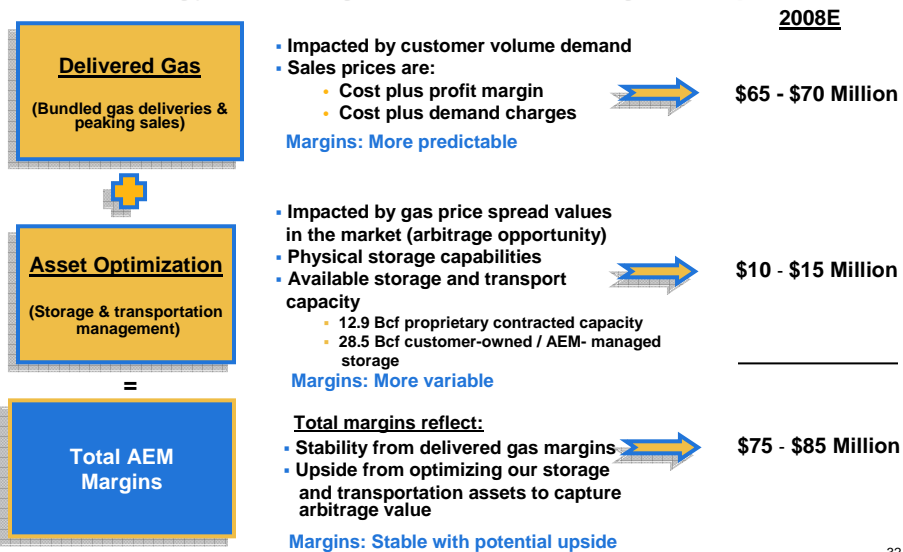 2008E
Delivered Gas
(Bundled gas deliveries &
peaking sales)
▪ Impacted by customer volume demand
▪ Sales prices are:
▪ Cost plus profit margin
▪ Cost plus demand charges
Margins: More predictable
$65 - $70 Million
Asset Optimization
(Storage & transportation
management)
▪ Impacted by gas price spread values
in the market (arbitrage opportunity)
▪ Physical storage capabilities
▪ Available storage and transport
capacity
▪ 12.9 Bcf proprietary contracted capacity
▪ 28.5 Bcf customer-owned / AEM- managed
storage
Margins: More variable
$10 - $15 Million
=
Total AEM
Margins
Total margins reflect:
▪ Stability from delivered gas margins
▪ Upside from optimizing our storage
and transportation assets to capture
arbitrage value
Margins: Stable with potential upside
$75 - $85 Million